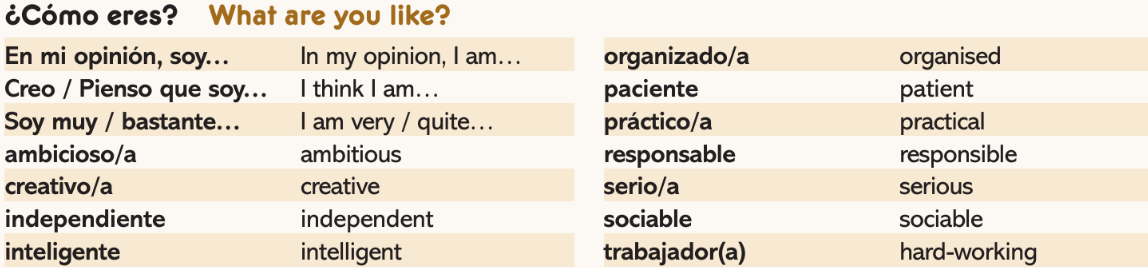 ¿Cómo eres? What are you like?
En mi opinión, soy… In my opinion, I am…
Creo / Pienso que soy… I think I am…
Soy muy / bastante… I am very / quite…
ambicioso/a ambitious
creativo/a creative
independiente independent
inteligente intelligent
organizado/a organised
paciente patient
práctico/a practical
responsable responsible
serio/a serious
sociable sociable
trabajador(a) hard-working